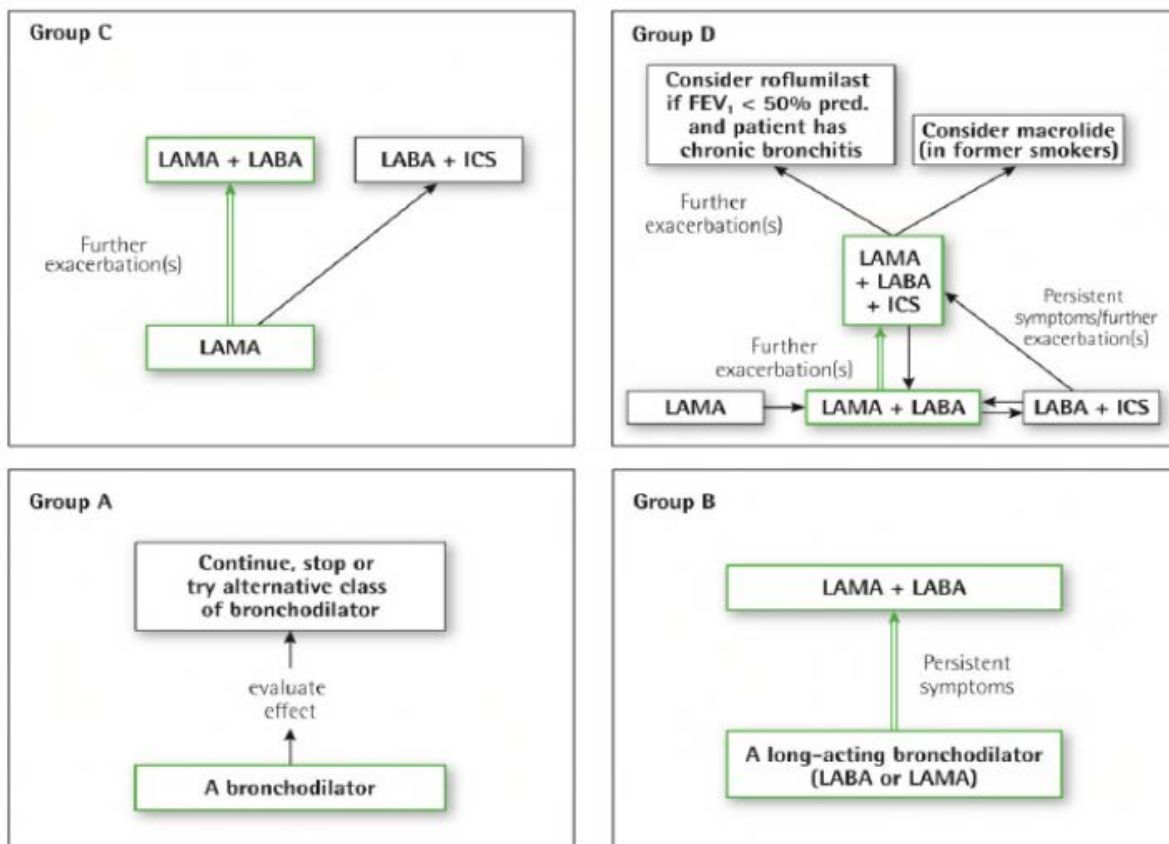 Group C
LAMA + LABA
LABA + ICS
Further
exacerbation(s)
LAMA
Group D
Consider roflumilast
if FEV₁ < 50% pred.
and patient has
chronic bronchitis
Consider macrolide
(in former smokers)
Further
exacerbation(s)
LAMA
+ LABA
+ ICS
Persistent
symptoms/further
exacerbation(s)
Further
exacerbation(s)
LAMA
LAMA + LABA
LABA + ICS
Group A
Continue, stop or
try alternative class
of bronchodilator
evaluate
effect
A bronchodilator
Group B
LAMA + LABA
Persistent
symptoms
A long-acting bronchodilator
(LABA or LAMA)